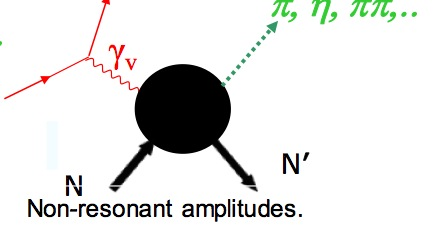 π, η, ππ,..
γv
N′
N
Non-resonant amplitudes.